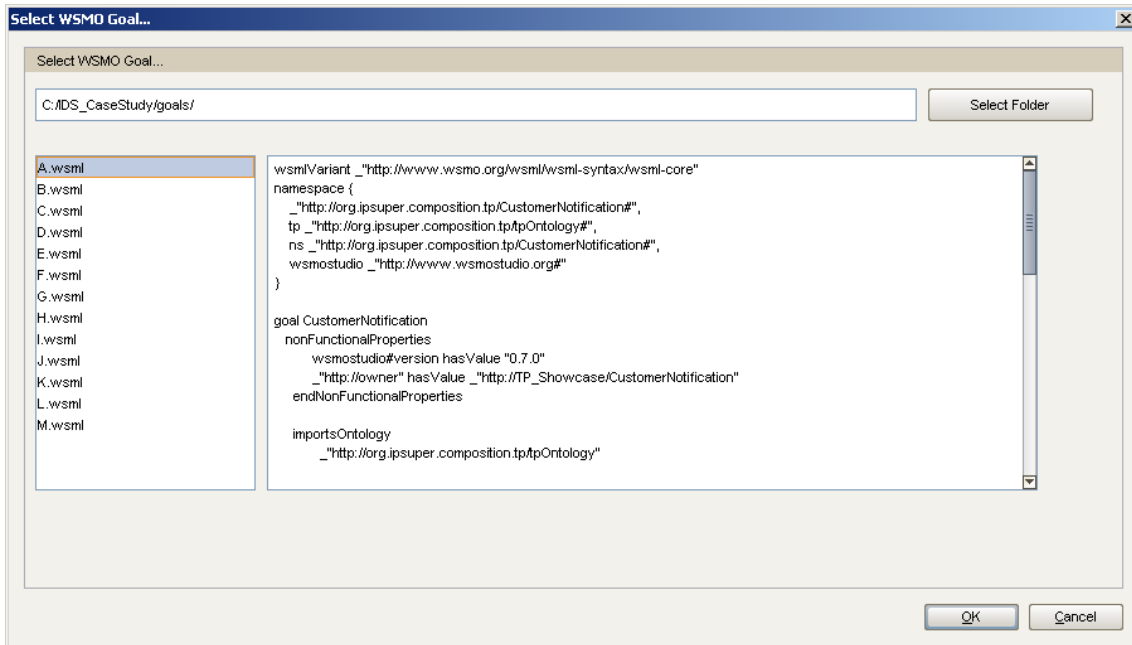 Select WSMO Goal...
Select WSMO Goal...
C:/IDS_CaseStudy/goals/
Select Folder
A.wsml
B.wsml
C.wsml
D.wsml
E.wsml
F.wsml
G.wsml
H.wsml
I.wsml
J.wsml
K.wsml
L.wsml
M.wsml
wsmlVariant _"http://www.wsmo.org/wsml/wsml-syntax/wsml-core"
namespace {
_"http://org.ipsuper.composition.tp/CustomerNotification#",
tp _"http://org.ipsuper.composition.tp/tpOntology#",
ns _"http://org.ipsuper.composition.tp/CustomerNotification#",
wsmostudio _"http://www.wsmostudio.org#"
}
goal CustomerNotification
nonFunctionalProperties
wsmostudio#version hasValue "0.7.0"
_"http://owner" hasValue _"http://TP_Showcase/CustomerNotification"
endNonFunctionalProperties
importsOntology
_"http://org.ipsuper.composition.tp/tpOntology"
OK
Cancel